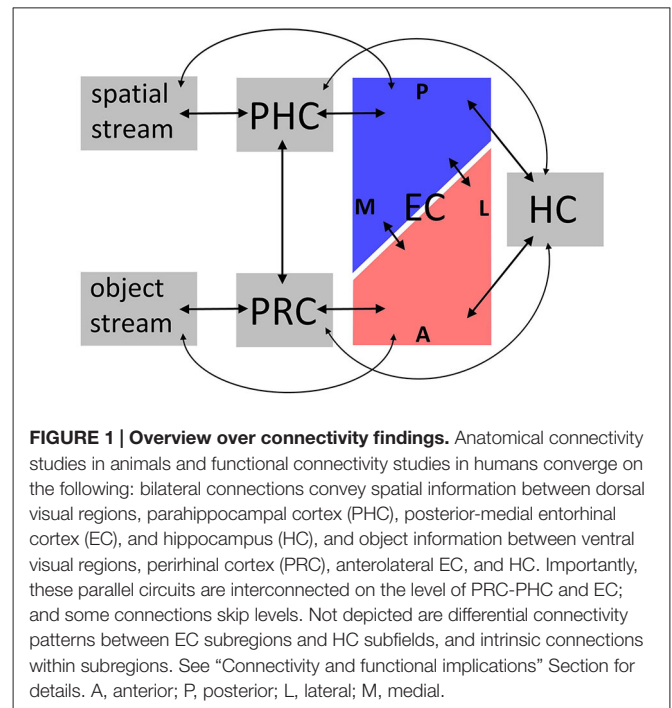 spatial
stream
PHC
P
M
EC
L
HC
object
stream
PRC
A
FIGURE 1 | Overview over connectivity findings. Anatomical connectivity
studies in animals and functional connectivity studies in humans converge on
the following: bilateral connections convey spatial information between dorsal
visual regions, parahippocampal cortex (PHC), posterior-medial entorhinal
cortex (EC), and hippocampus (HC), and object information between ventral
visual regions, perirhinal cortex (PRC), anterolateral EC, and HC. Importantly,
these parallel circuits are interconnected on the level of PRC-PHC and EC;
and some connections skip levels. Not depicted are differential connectivity
patterns between EC subregions and HC subfields, and intrinsic connections
within subregions. See “Connectivity and functional implications” Section for
details. A, anterior; P, posterior; L, lateral; M, medial.